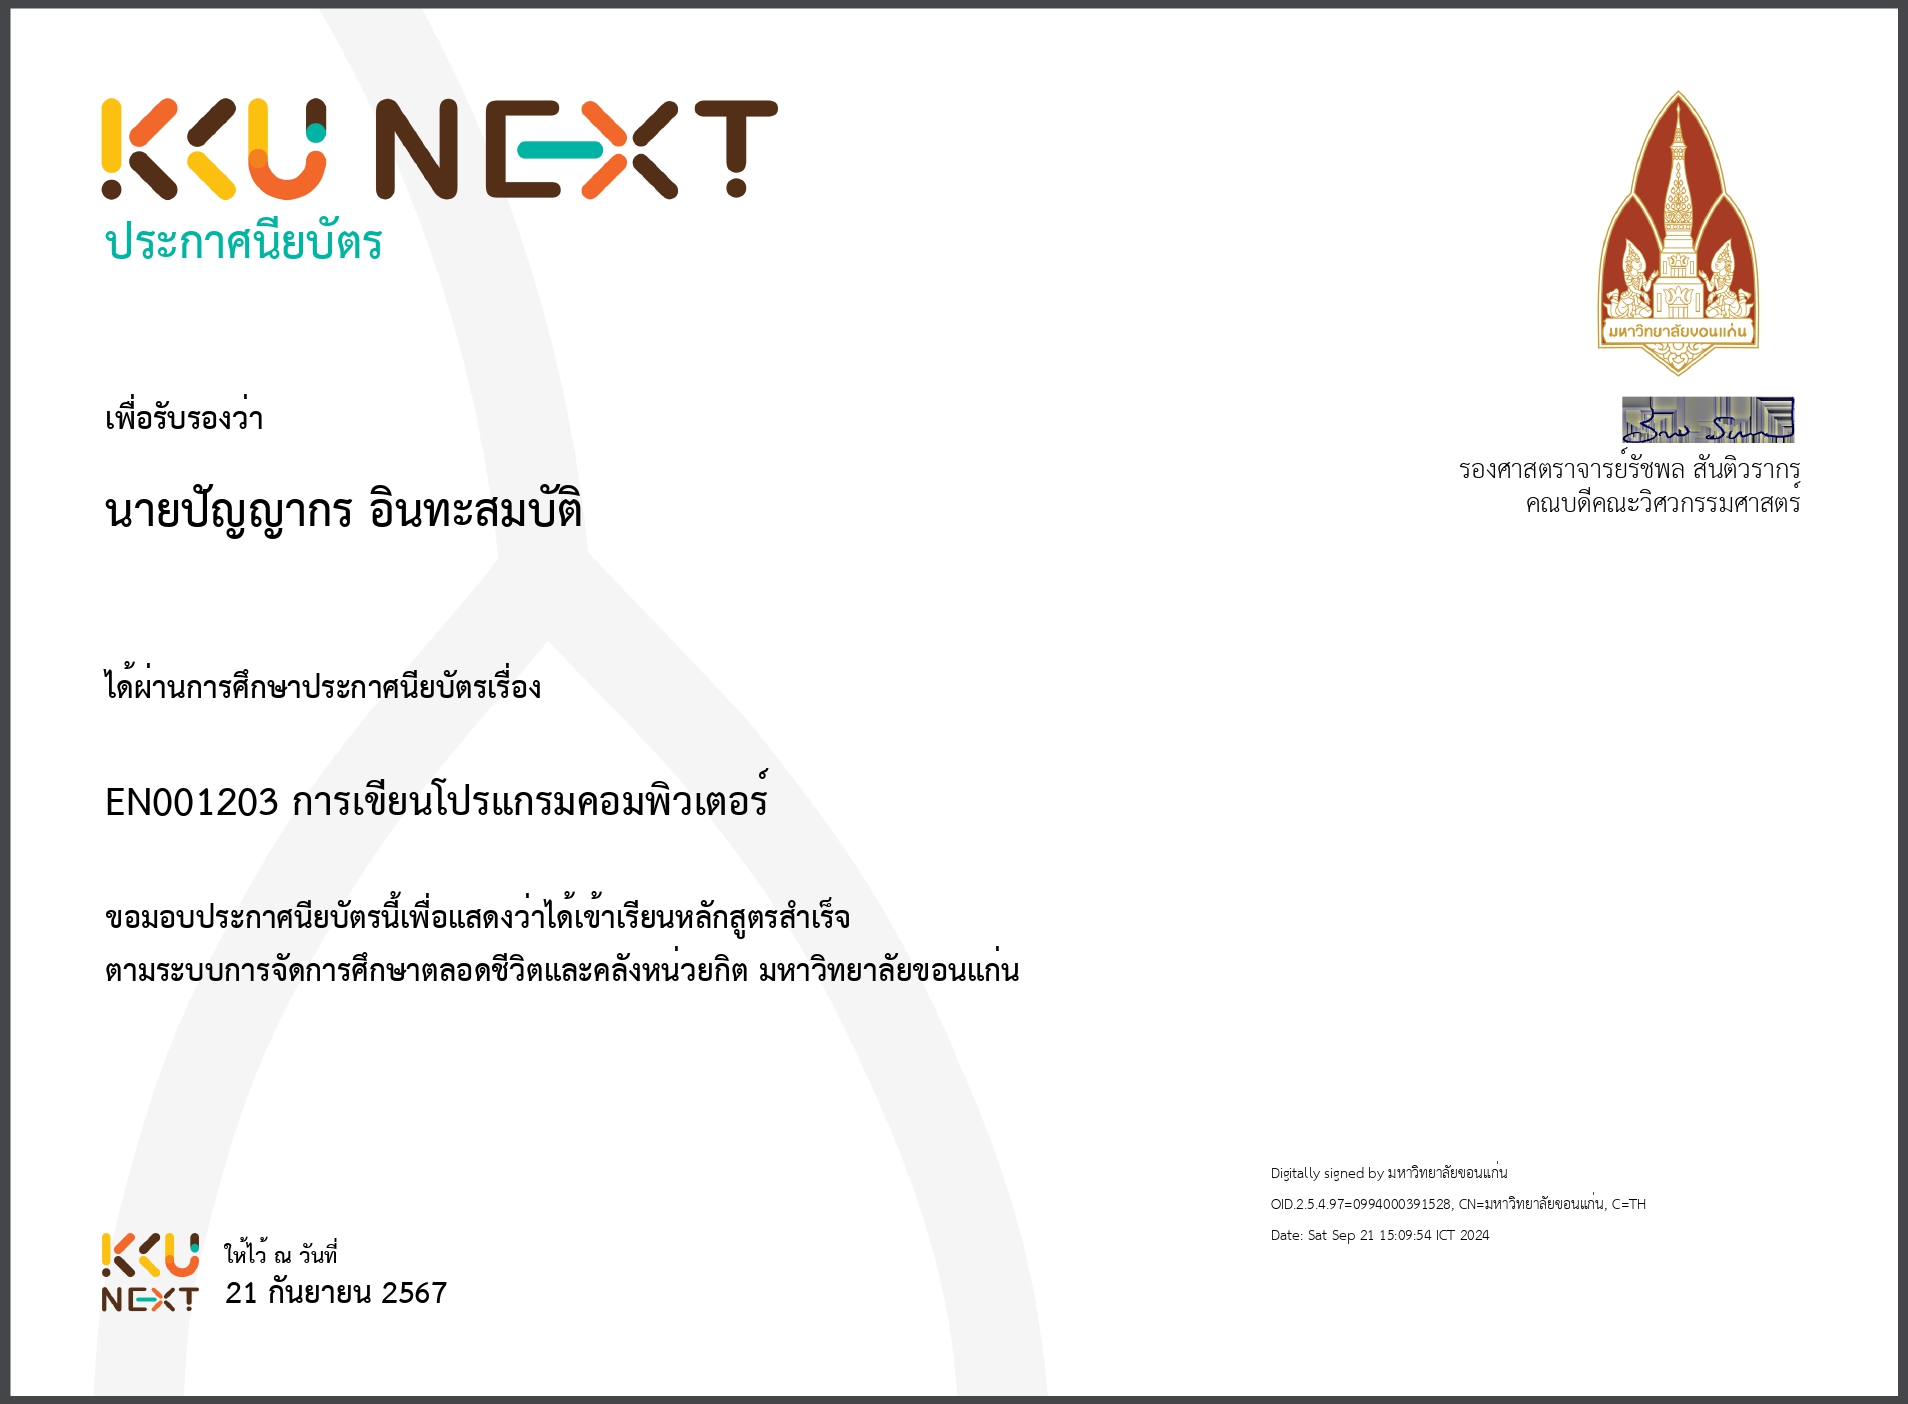 KKU NEXT
ประกาศนียบัตร
มหาวิทยาลัยขอนแก่น
เพื่อรับรองว่า
รองศาสตราจารย์รัชพล สันติวรากร
คณบดีคณะวิศวกรรมศาสตร์
นายปัญญากร อินทะสมบัติ
ได้ผ่านการศึกษาประกาศนียบัตรเรื่อง
EN001203 การเขียนโปรแกรมคอมพิวเตอร์
ขอมอบประกาศนียบัตรนี้เพื่อแสดงว่าได้เข้าเรียนหลักสูตรสำเร็จ
ตามระบบการจัดการศึกษาตลอดชีวิตและคลังหน่วยกิต มหาวิทยาลัยขอนแก่น
Digitally signed by มหาวิทยาลัยขอนแก่น
OID.2.5.4.97=0994000391528, CN=มหาวิทยาลัยขอนแก่น, C=TH
Date: Sat Sep 21 15:09:54 ICT 2024
KKU
NEXT
ให้ไว้ ณ วันที่
21 กันยายน 2567